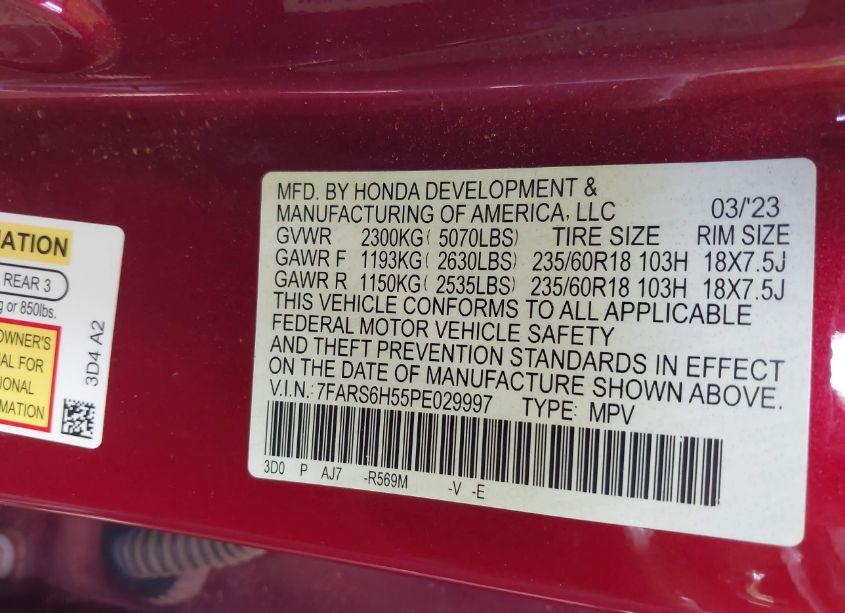 MFD. BY HONDA DEVELOPMENT &
MANUFACTURING OF AMERICA, LLC 03/'23
GVWR 2300KG( 5070LBS) TIRE SIZE RIM SIZE
GAWR F 1193KG( 2630LBS) 235/60R18 103H 18X7.5J
GAWR R 1150KG( 2535LBS) 235/60R18 103H 18X7.5J
THIS VEHICLE CONFORMS TO ALL APPLICABLE
FEDERAL MOTOR VEHICLE SAFETY
AND THEFT PREVENTION STANDARDS IN EFFECT
ON THE DATE OF MANUFACTURE SHOWN ABOVE.
V.I.N.: 7FARS6H55PE029997 TYPE: MPV
3D0 P AJ7 -R569M -V -E
REAR 3
or 850lbs.
OWNER'S
FOR
3D4 A2